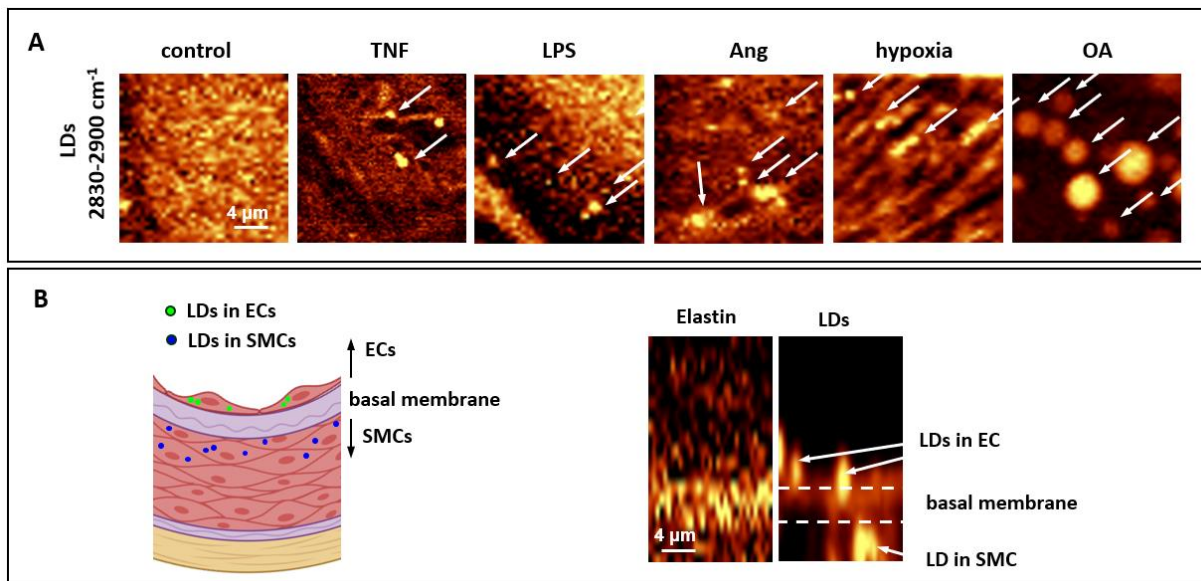 A
control
TNF
LPS
Ang
hypoxia
OA
LDs
2830-2900 cm⁻¹
4 µm
B
LDs in ECs
LDs in SMCs
ECs
basal membrane
SMCs
Elastin
LDs
4 µm
LDs in EC
basal membrane
LD in SMC